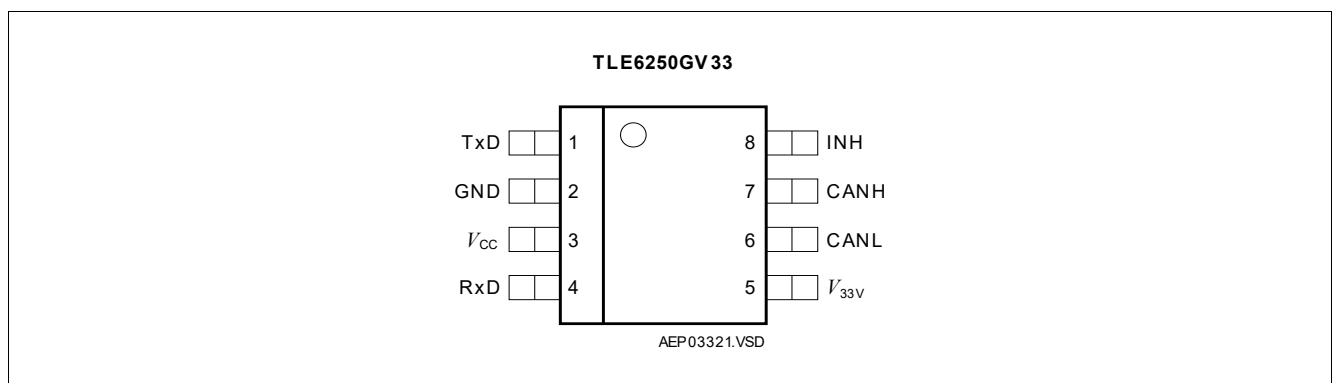 TLE6250GV33
TxD 1 8 INH
GND 2 7 CANH
VCC 3 6 CANL
RxD 4 5 V33V
AEP03321.VSD